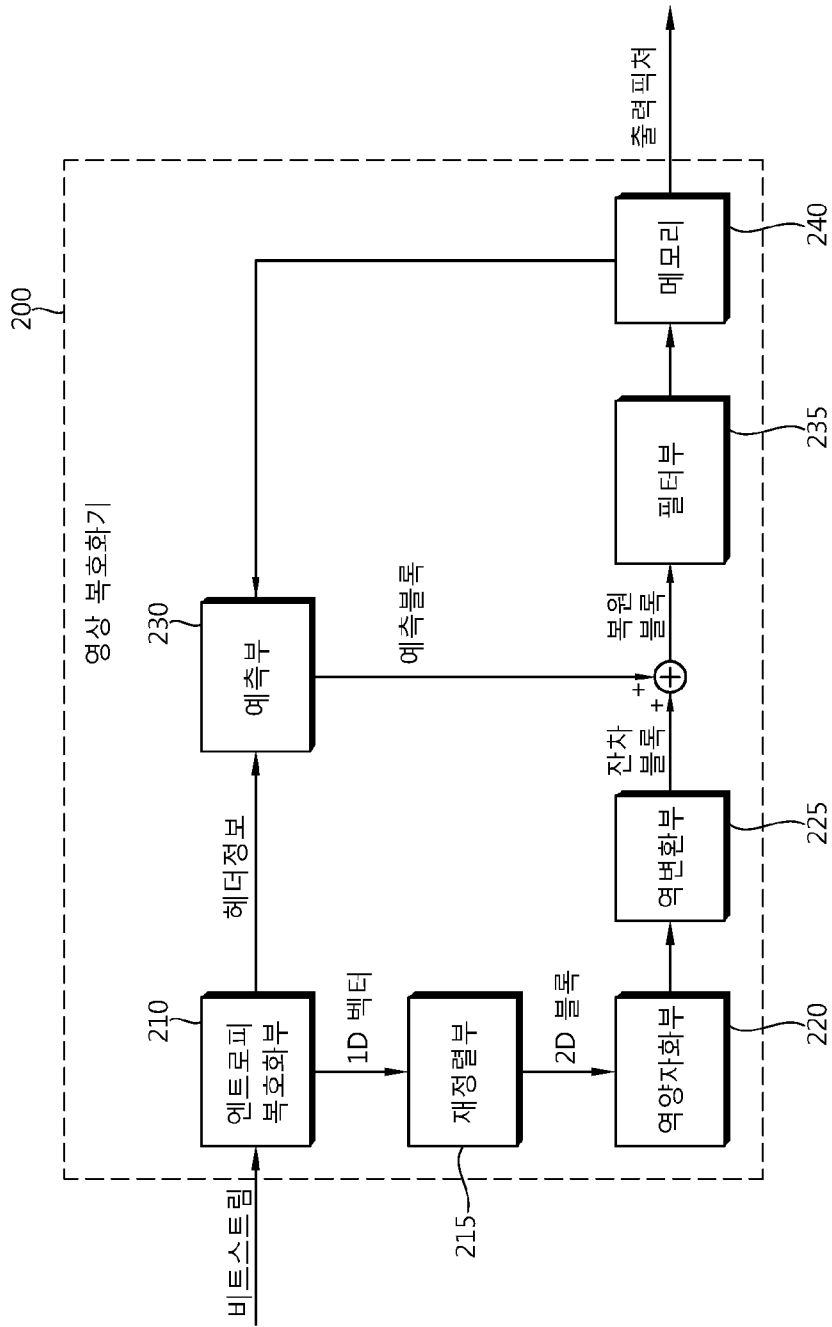 200
영상 복호화기
비트스트림
210
엔트로피
복호화부
헤더정보
230
예측부
1D 벡터
215
재정렬부
2D 블록
예측블록
220
역양자화부
225
역변환부
잔차
블록
+
+
+
복원
블록
235
필터부
240
메모리
출력픽쳐